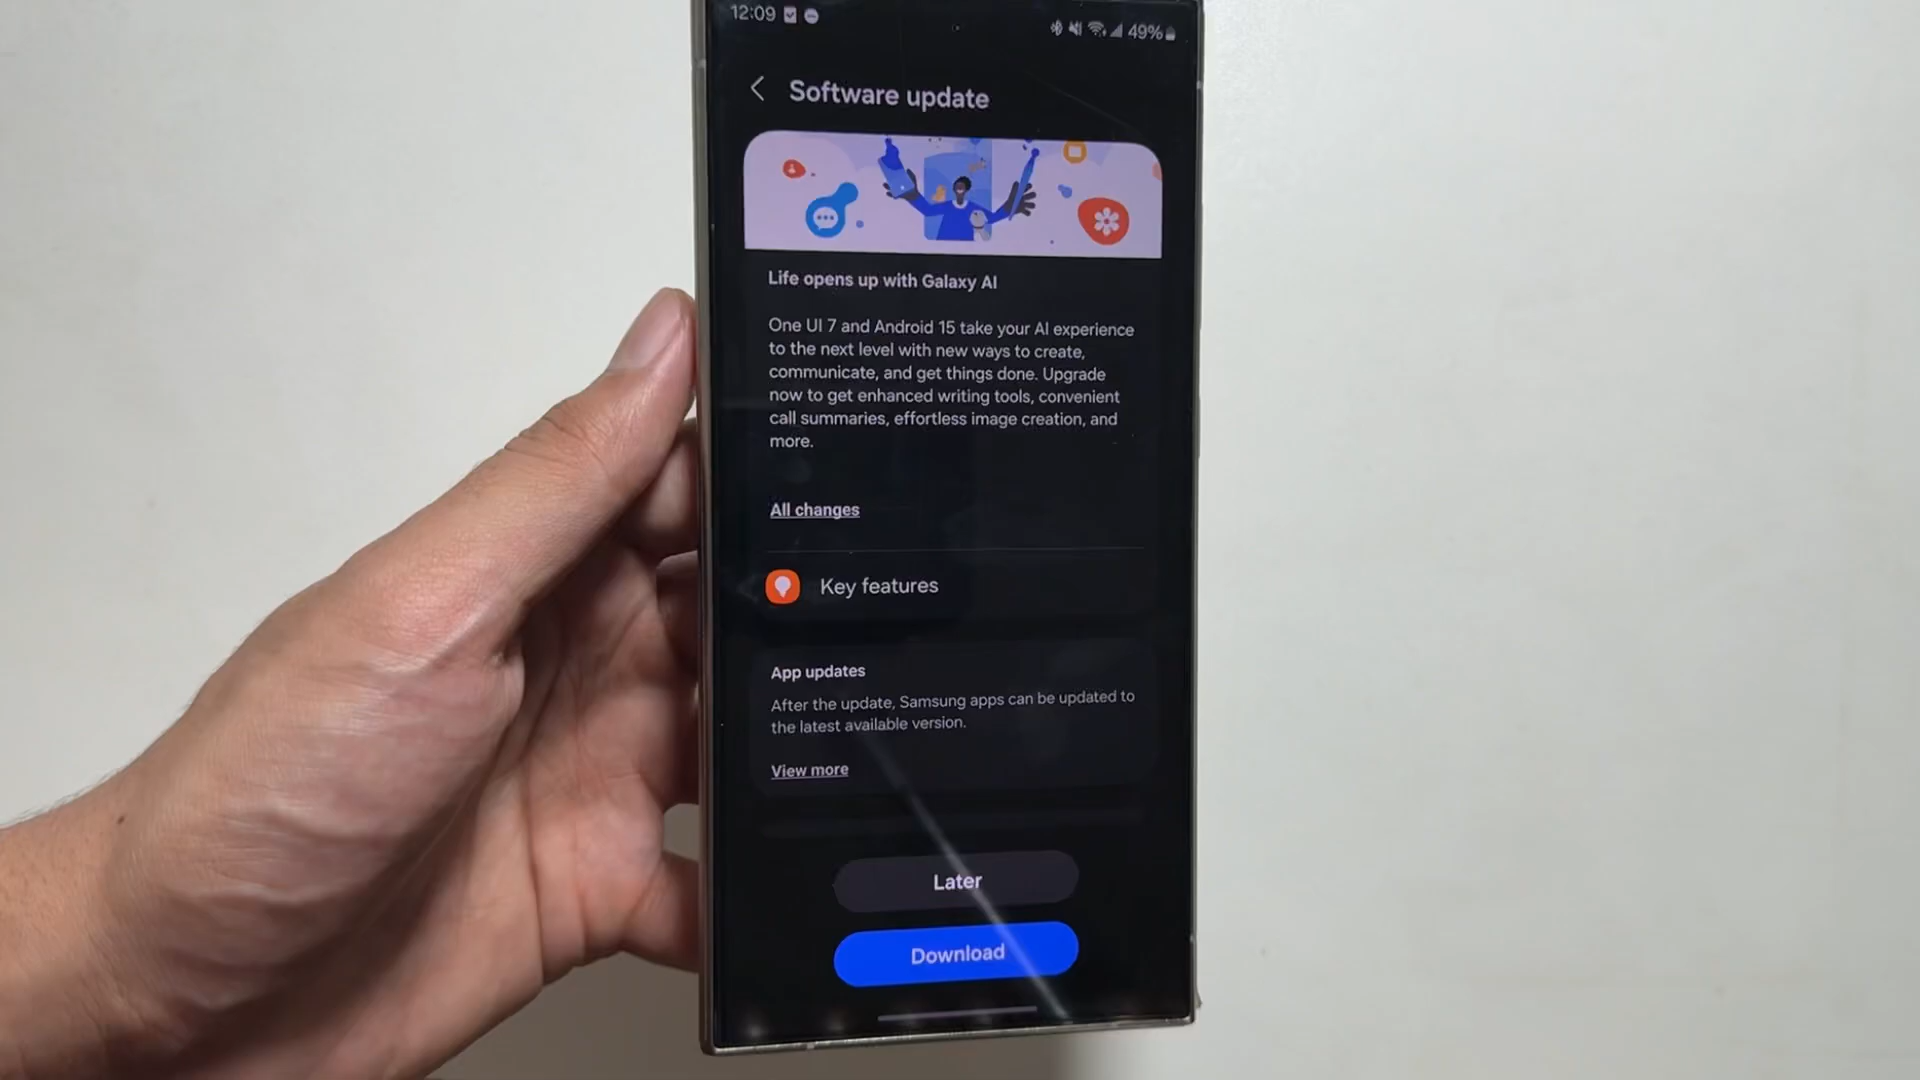 12:09
49%
Software update
Life opens up with Galaxy AI
One UI 7 and Android 15 take your AI experience
to the next level with new ways to create,
communicate, and get things done. Upgrade
now to get enhanced writing tools, convenient
call summaries, effortless image creation, and
more.
All changes
Key features
App updates
After the update, Samsung apps can be updated to
the latest available version.
View more
Later
Download